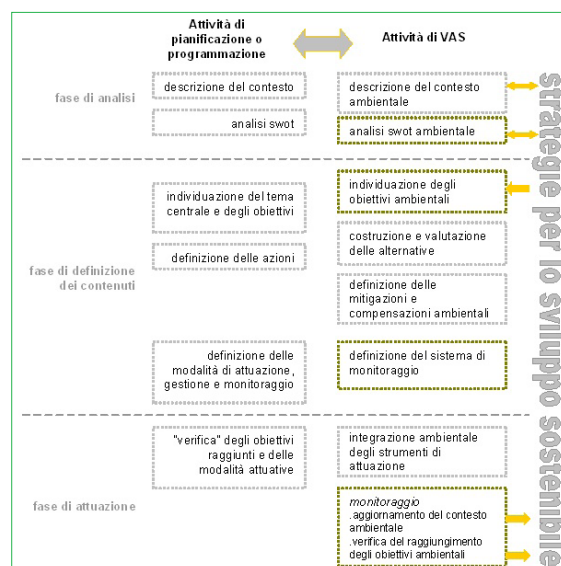 Attività di
pianificazione o
programmazione
Attività di VAS
fase di analisi
descrizione del contesto
descrizione del contesto
ambientale
analisi swot
analisi swot ambientale
fase di definizione
dei contenuti
individuazione del tema
centrale e degli obiettivi
individuazione degli
obiettivi ambientali
definizione delle azioni
costruzione e valutazione
delle alternative
definizione delle
mitigazioni e
compensazioni ambientali
definizione delle
modalità di attuazione,
gestione e monitoraggio
definizione del sistema di
monitoraggio
fase di attuazione
"verifica" degli obiettivi
raggiunti e delle
modalità attuative
integrazione ambientale
degli strumenti di
attuazione
monitoraggio
.aggiornamento del contesto
ambientale
.verifica del raggiungimento
degli obiettivi ambientali
strategie per lo sviluppo sostenibile